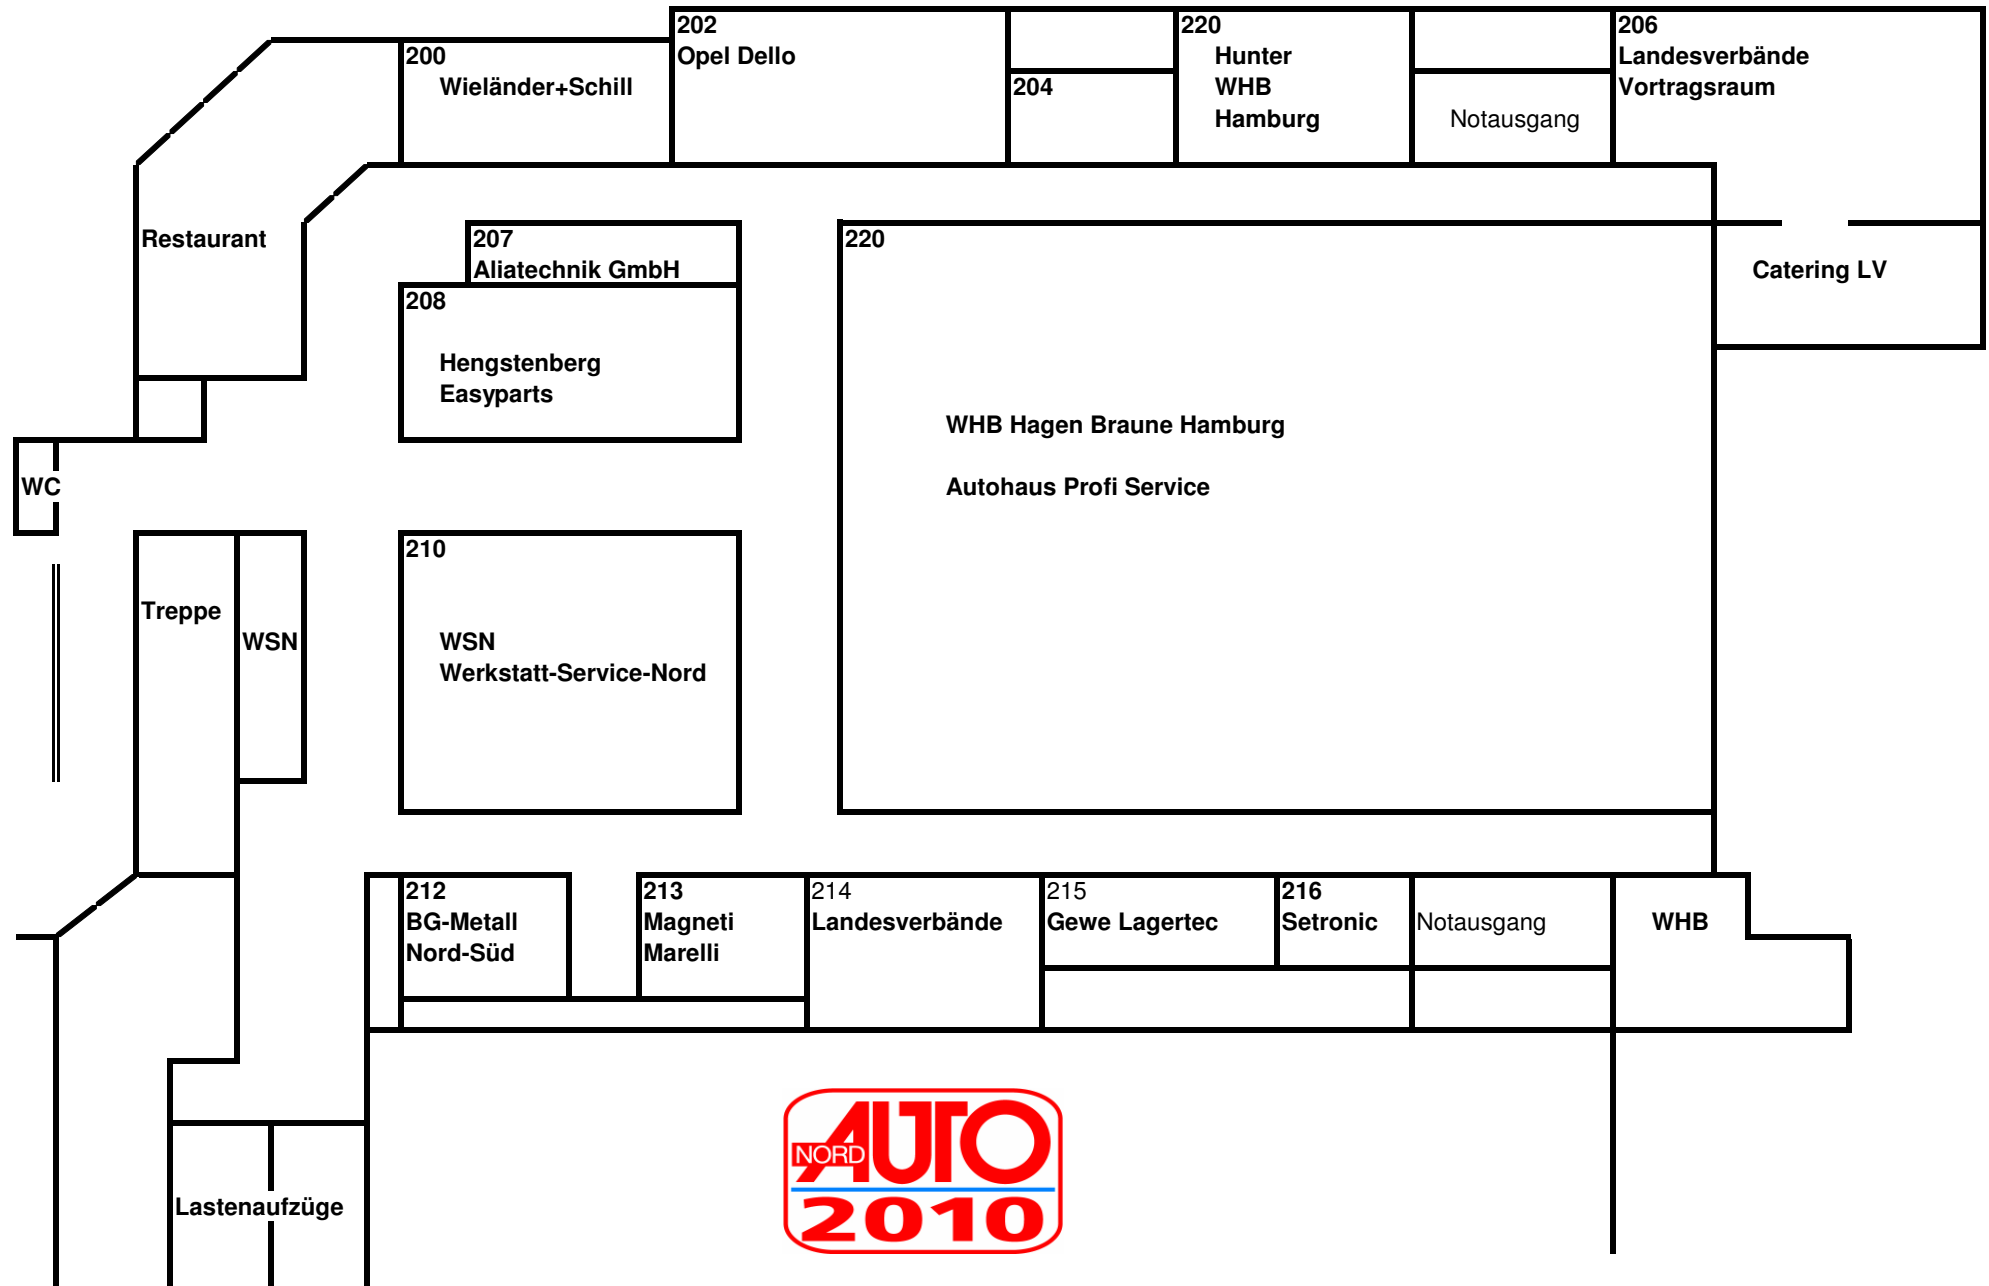 202
Opel Dello
220
Hunter
WHB
Hamburg
206
Landesverbände
Vortragsraum
200
Wieländer+Schill
204
Notausgang
Restaurant
207
Aliatechnik GmbH
220
Catering LV
208
Hengstenberg
Easyparts
WHB Hagen Braune Hamburg
Autohaus Profi Service
WC
210
Treppe
WSN
WSN
Werkstatt-Service-Nord
212
BG-Metall
Nord-Süd
213
Magneti
Marelli
214
Landesverbände
215
Gewe Lagertec
216
Setronic
Notausgang
WHB
Lastenaufzüge
NORD
AUTO
2010